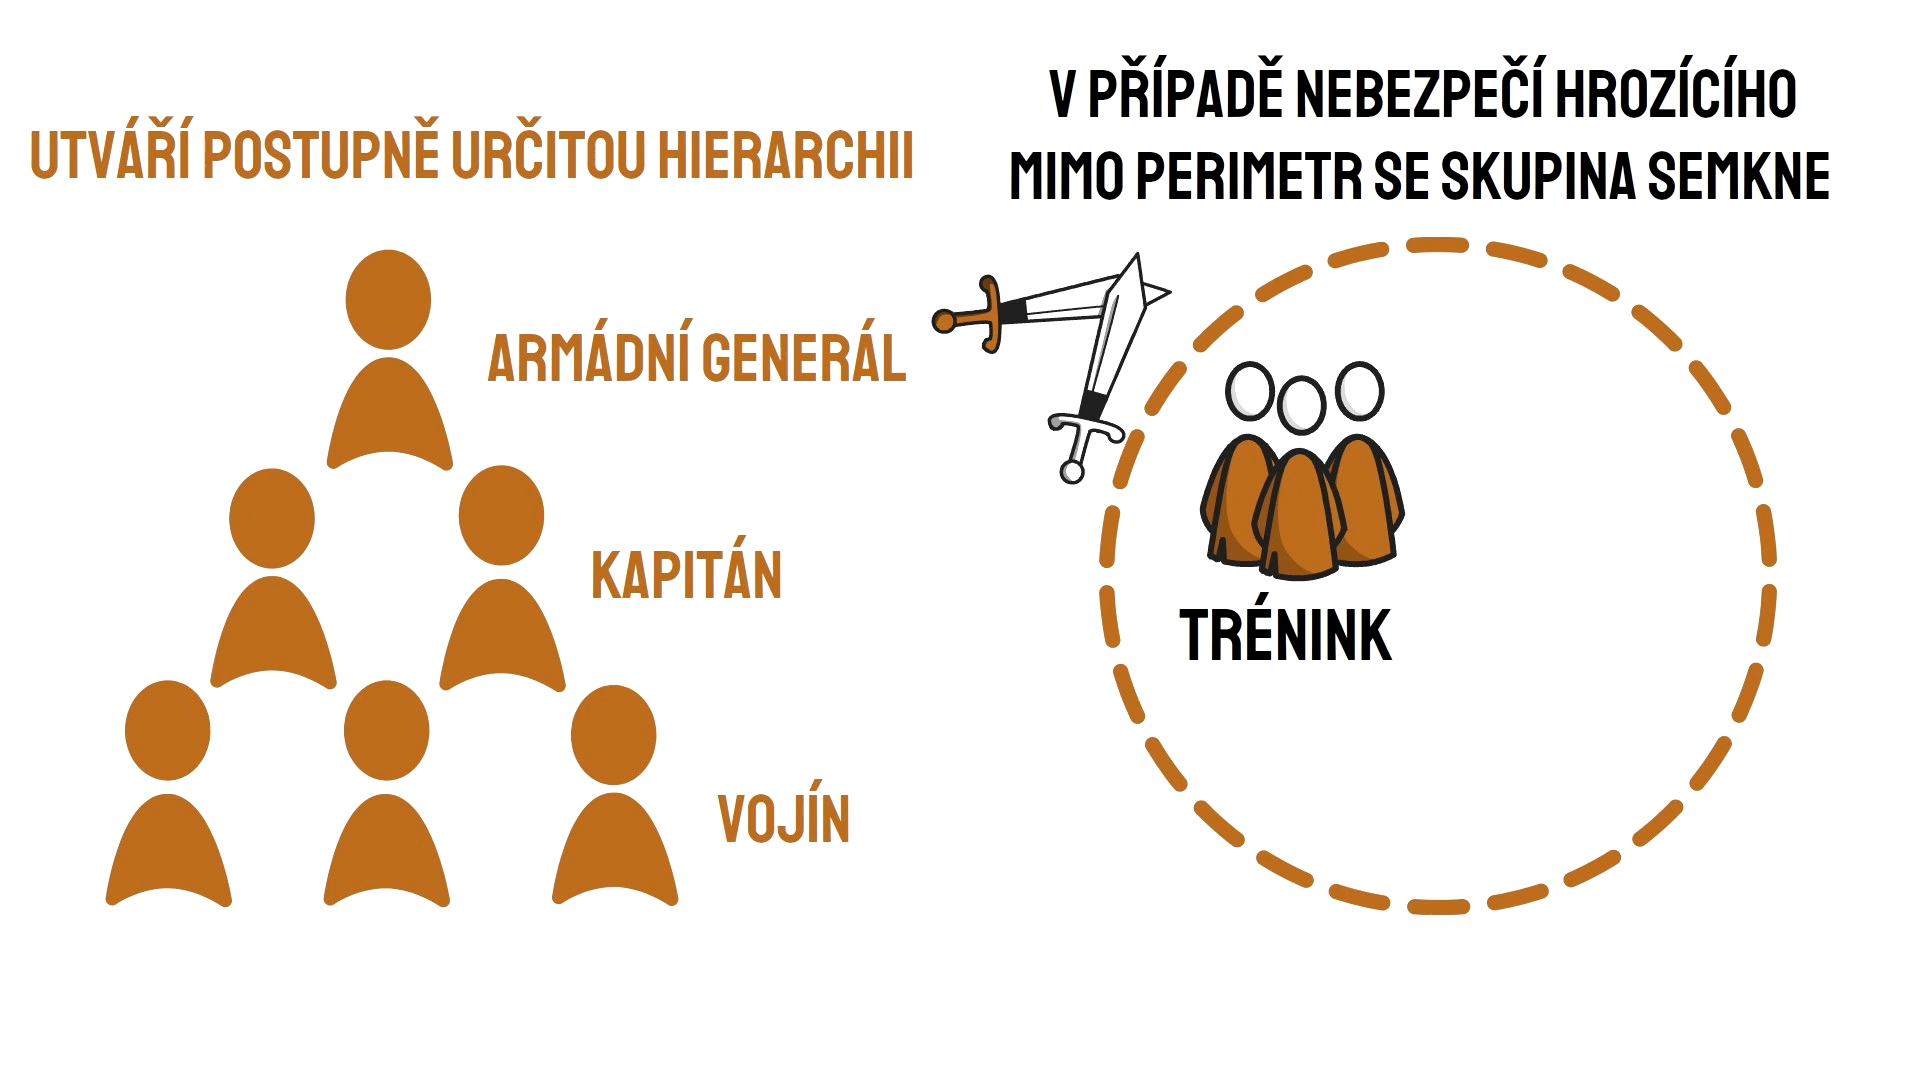 UTVÁŘÍ POSTUPNĚ URČITOU HIERARCHII
ARMÁDNÍ GENERÁL
KAPITÁN
VOJÍN
V PŘÍPADĚ NEBEZPEČÍ HROZÍCÍHO
MIMO PERIMETR SE SKUPINA SEMKNE
TRÉNINK